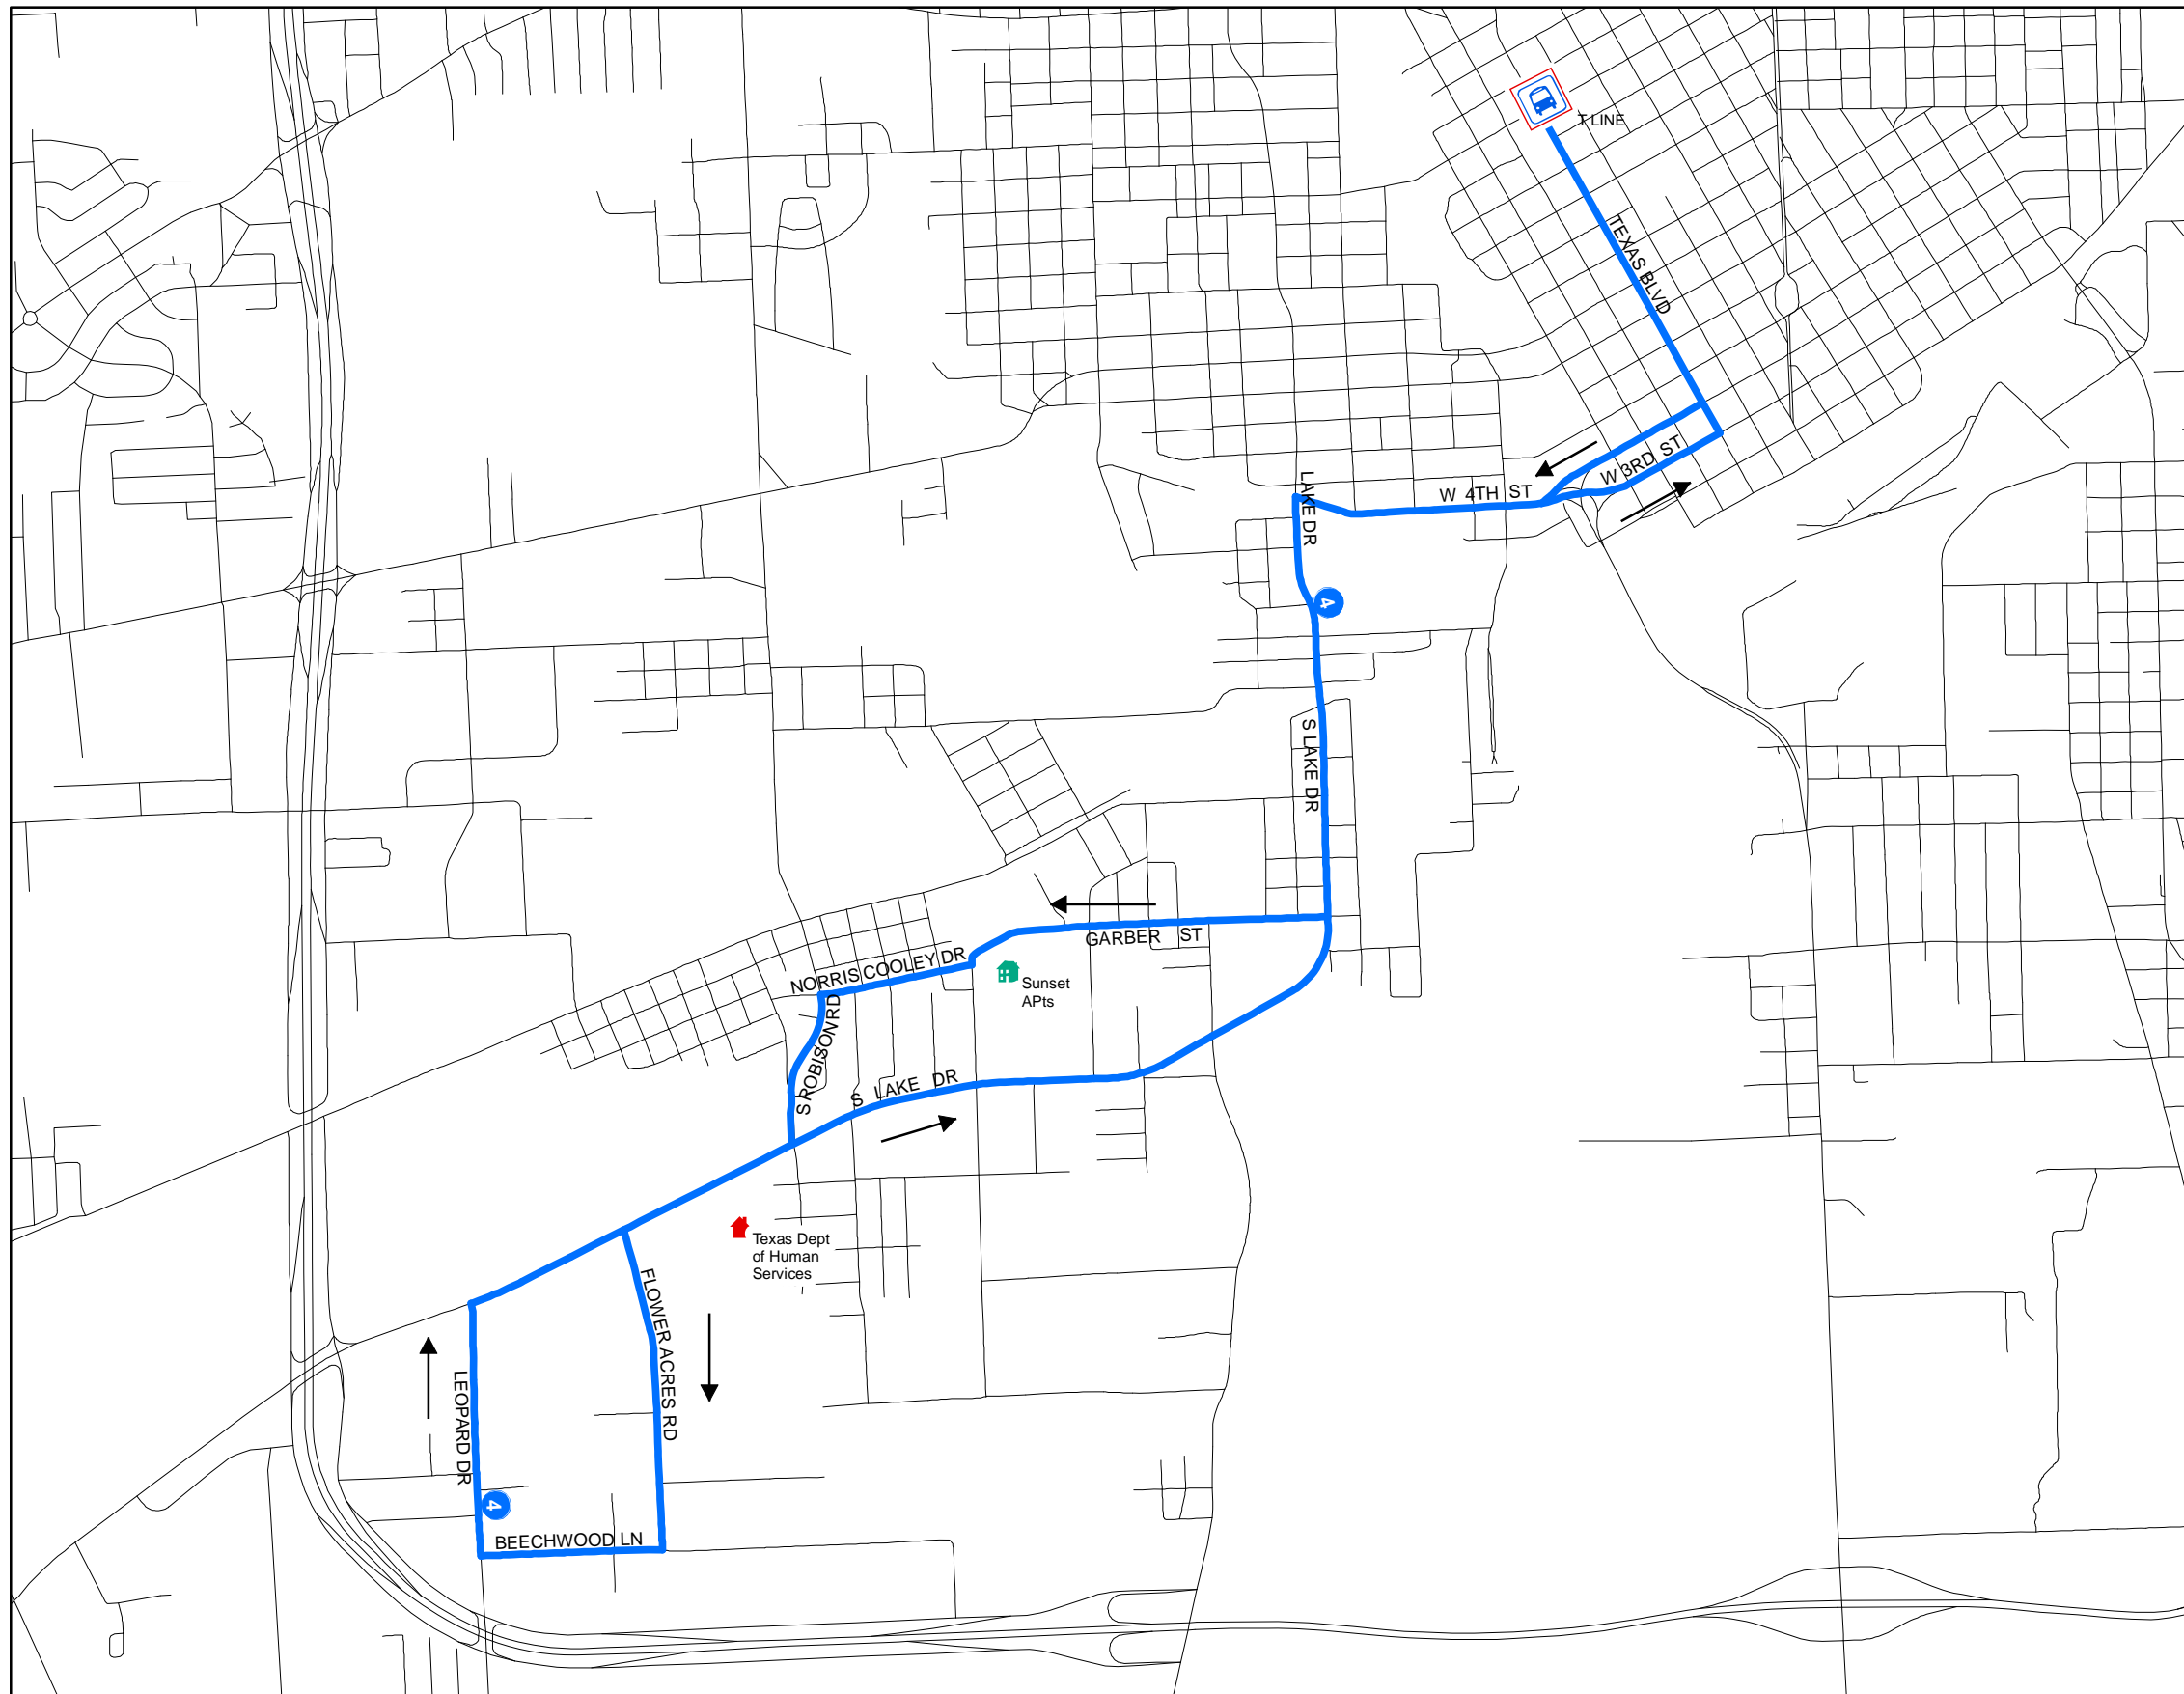 T LINE
TEXAS BLVD
W 3RD ST
W 4TH ST
LAKE DR
4
S LAKE DR
GARBER ST
NORRIS COOLEY DR
Sunset
APts
S ROBISON RD
S LAKE DR
Texas Dept
of Human
Services
FLOWER ACRES RD
LEOPARD DR
4
BEECHWOOD LN